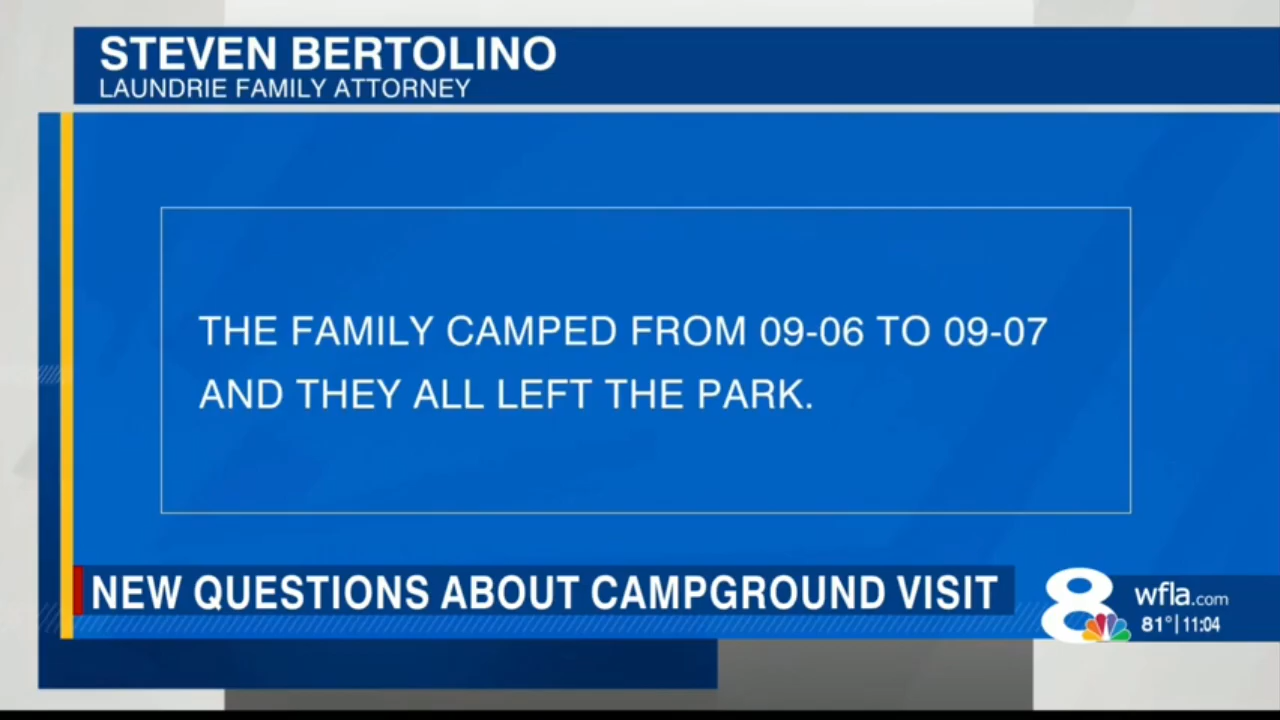 STEVEN BERTOLINO
LAUNDRIE FAMILY ATTORNEY
THE FAMILY CAMPED FROM 09-06 TO 09-07
AND THEY ALL LEFT THE PARK.
NEW QUESTIONS ABOUT CAMPGROUND VISIT
8
wfla.com
81° | 11:04